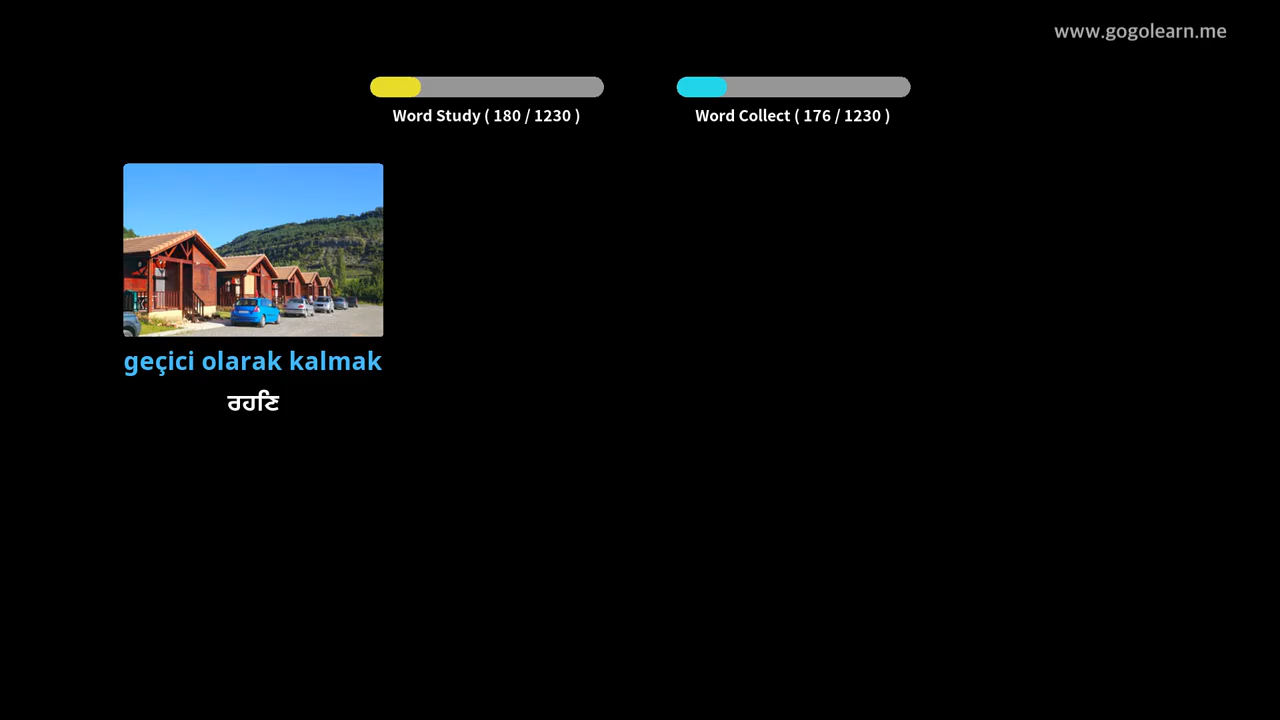 www.gogolearn.me
Word Study ( 180 / 1230 )
Word Collect ( 176 / 1230 )
geçici olarak kalmak
ਰਹਣਿ